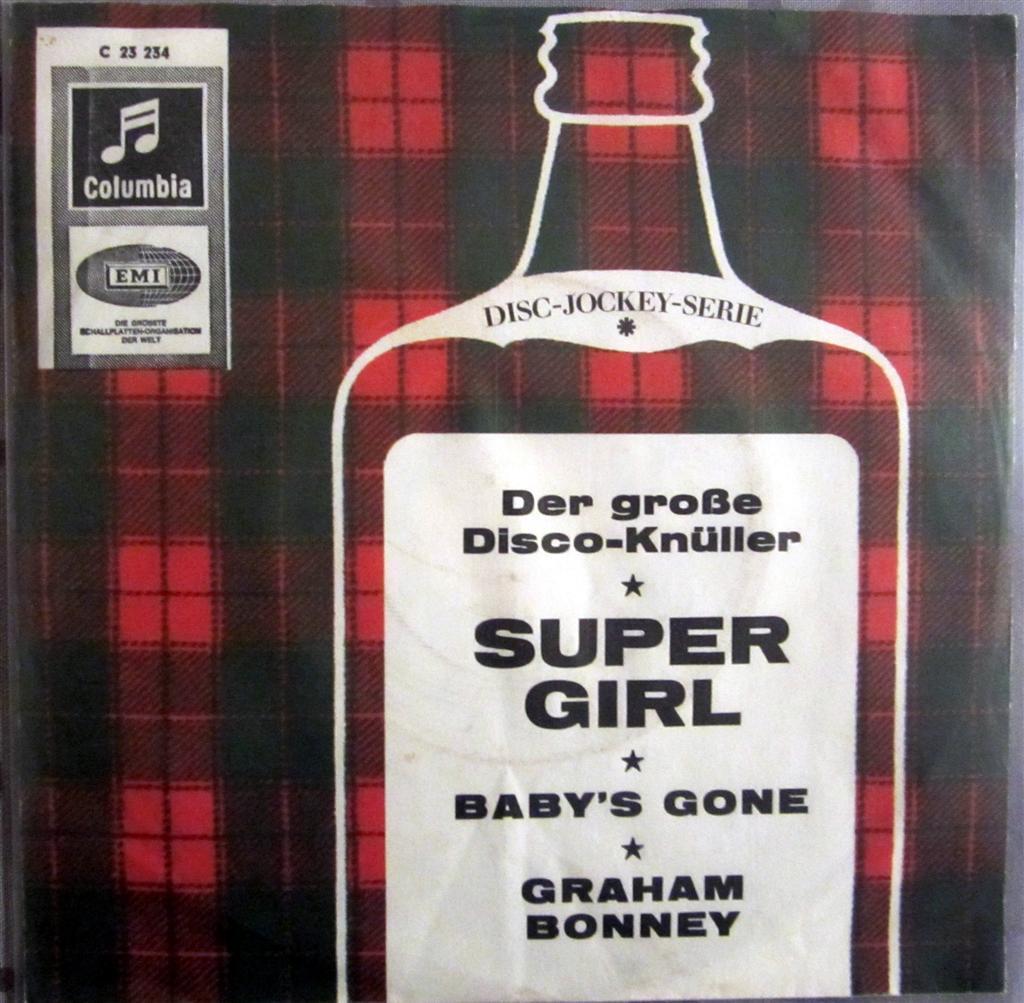 C 23 234
Columbia
EMI
DIE GRÖSSTE
SCHALLPLATTEN-ORGANISATION
DER WELT
DISC-JOCKEY-SERIE
*
Der große
Disco-Knüller
★
SUPER
GIRL
★
BABY'S GONE
★
GRAHAM
BONNEY